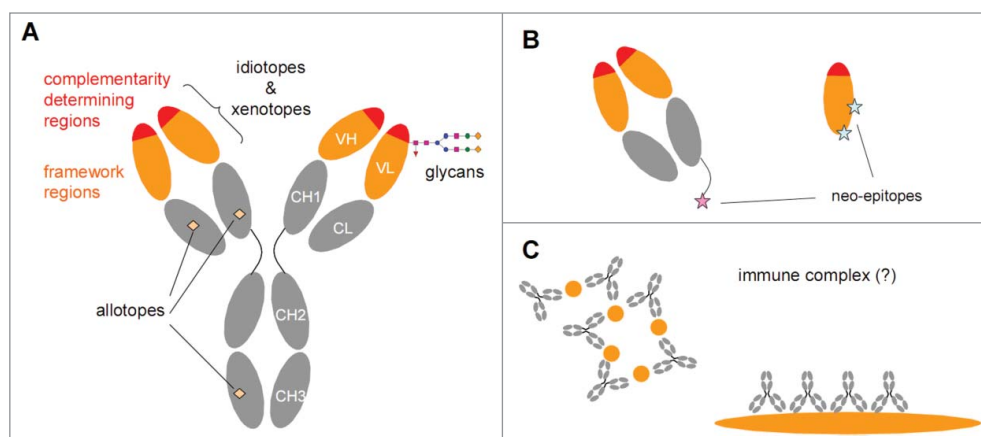 A
complementarity
determining
regions
idiotopes
&
xenotopes
framework
regions
VH
VL
glycans
CH1
CL
allotopes
CH2
CH3
B
neo-epitopes
C
immune complex (?)